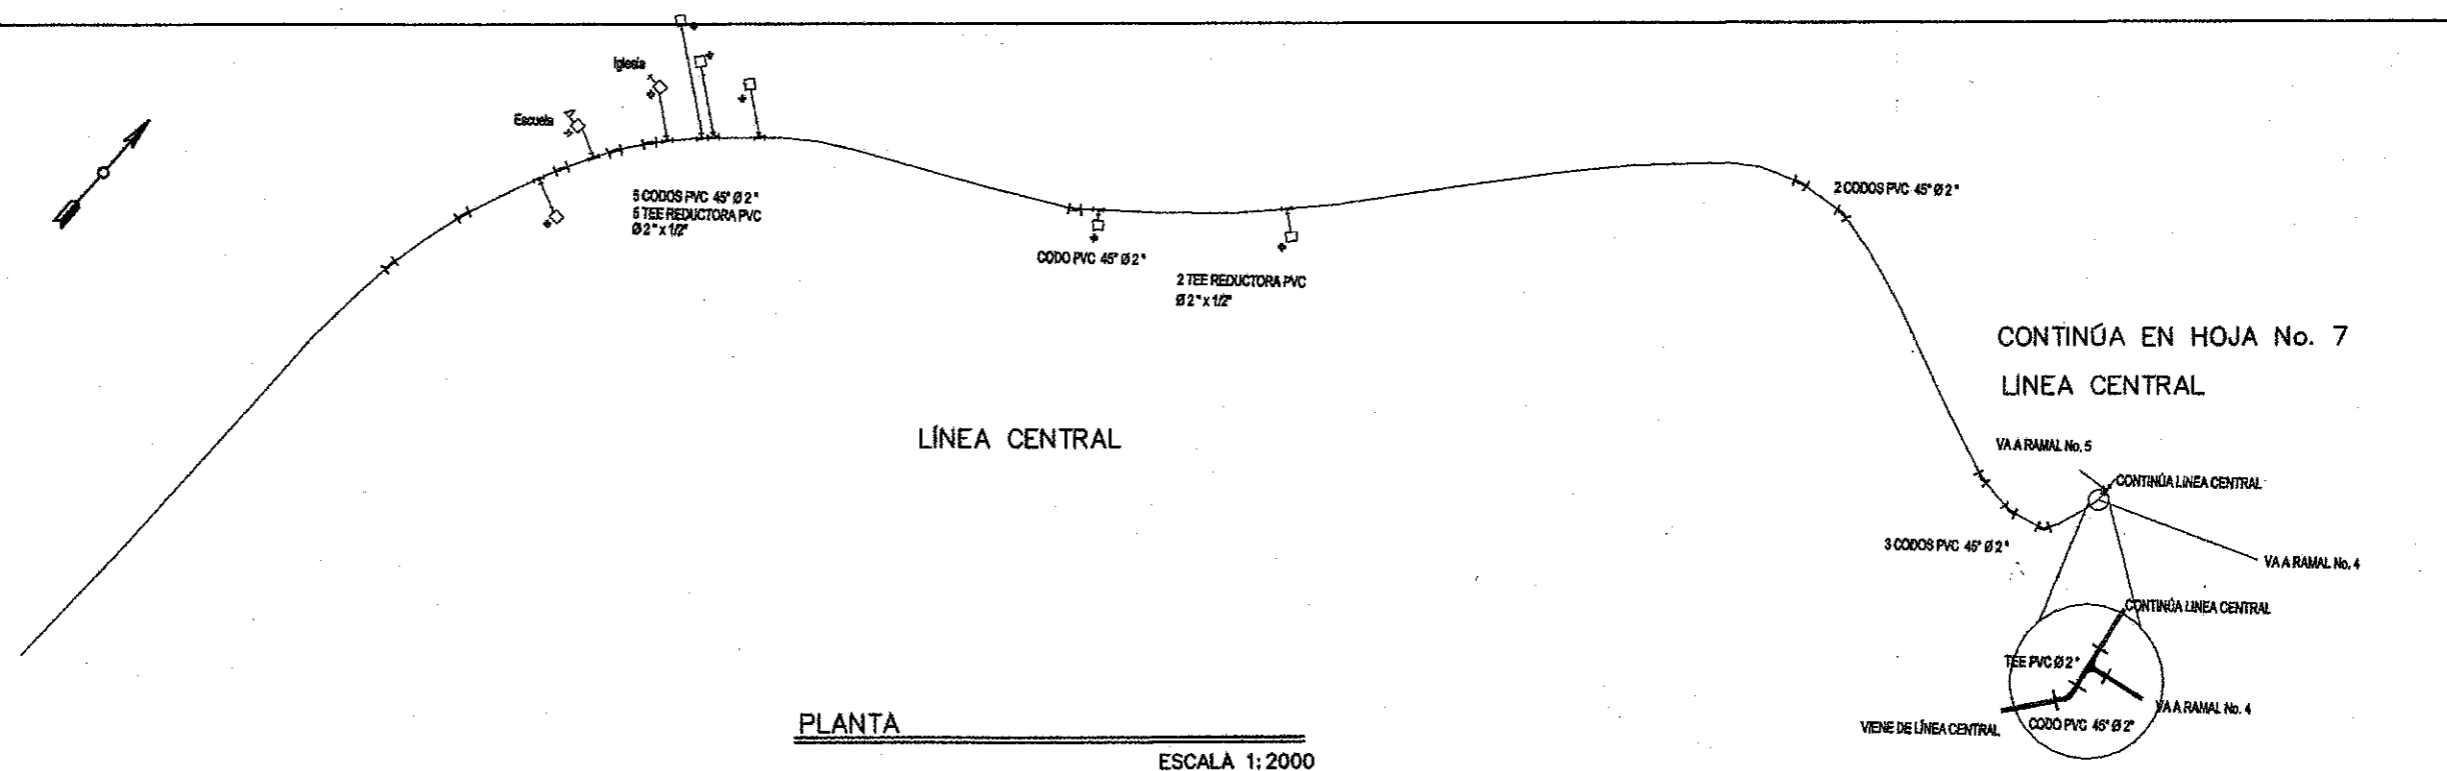 Iglesia
Escuela
5 CODOS PVC 45° Ø 2"
6 TEE REDUCTORA PVC
Ø 2" x 1/2"
CODO PVC 45° Ø 2"
2 TEE REDUCTORA PVC
Ø 2" x 1/2"
2 CODOS PVC 45° Ø 2"
CONTINÚA EN HOJA No. 7
LÍNEA CENTRAL
LÍNEA CENTRAL
VA A RAMAL No. 5
CONTINÚA LÍNEA CENTRAL
3 CODOS PVC 45° Ø 2"
VA A RAMAL No. 4
CONTINÚA LÍNEA CENTRAL
TEE PVC Ø 2"
VA A RAMAL No. 4
VIENE DE LÍNEA CENTRAL
CODO PVC 45° Ø 2"
PLANTA
ESCALA 1:2000